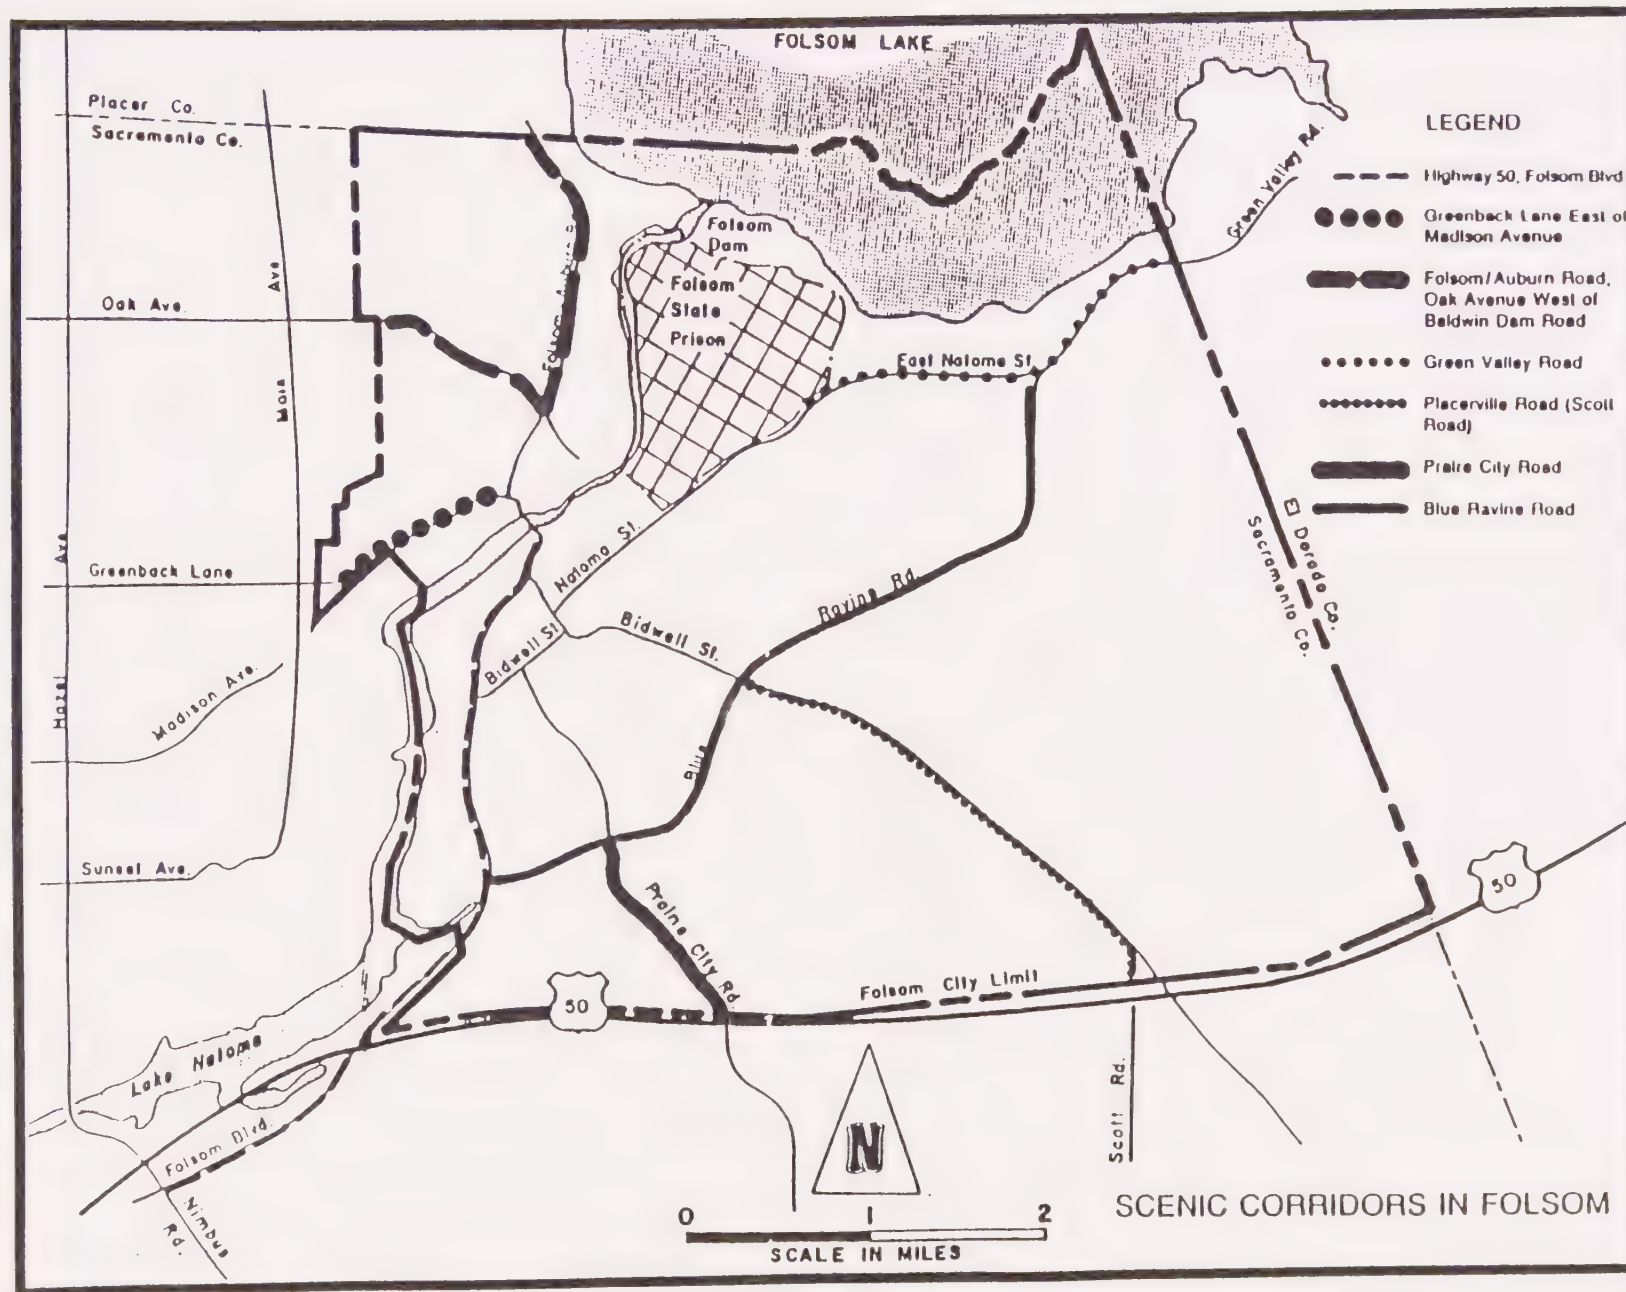 FOLSOM LAKE
Placer Co.
Sacramento Co.
LEGEND
Highway 50, Folsom Blvd
Greenback Lane East of
Madison Avenue
Folsom/Auburn Road,
Oak Avenue West of
Baldwin Dam Road
Green Valley Road
Placerville Road (Scott
Road)
Praire City Road
Blue Ravine Road
Green Valley Rd.
Folsom
Dam
Folsom
State
Prison
Folsom Auburn
Oak Ave.
Main Ave
East Natoma St.
Greenback Lane
Hazel Ave
Natoma St.
Bidwell St.
Bidwell St.
Blue Ravine Rd.
El Dorado Co.
Sacramento Co.
Madison Ave.
Sunset Ave.
Praine City Rd.
50
50
Folsom City Limit
Lake Natoma
Folsom Blvd.
Nimbus
Rd.
Scott Rd.
N
0 1 2
SCALE IN MILES
SCENIC CORRIDORS IN FOLSOM